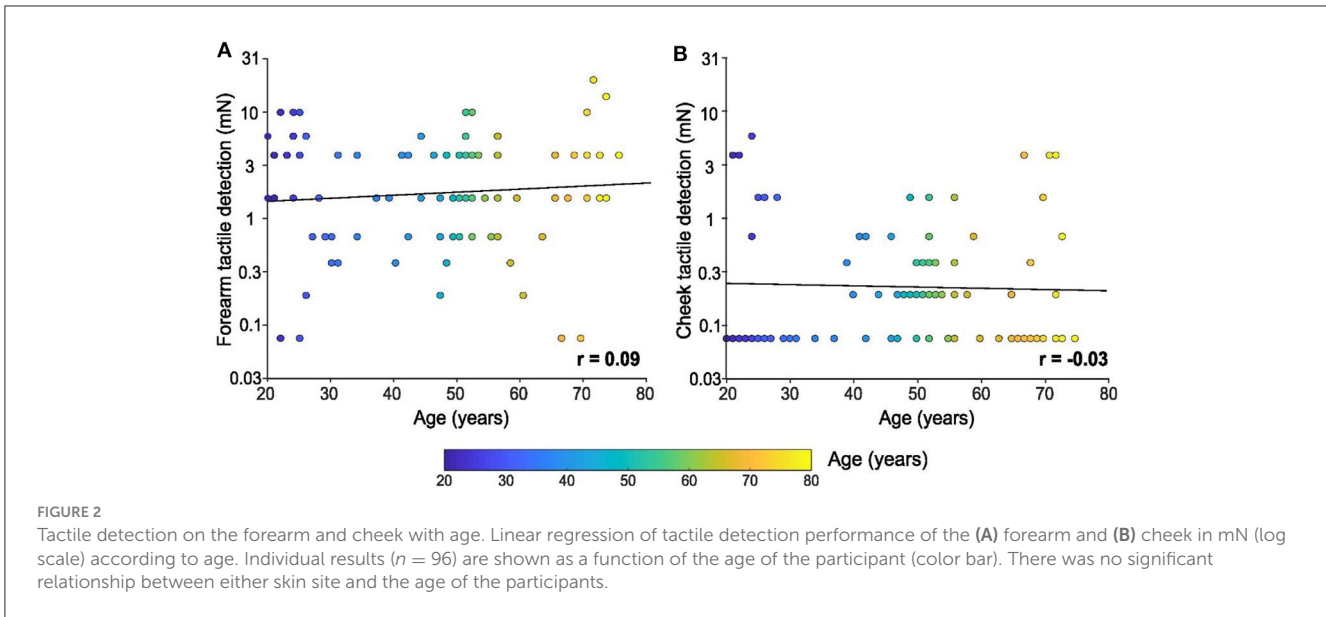 A
31
10
3
1
0.3
0.1
0.03
Forearm tactile detection (mN)
r = 0.09
20 30 40 50 60 70 80
Age (years)
B
31
10
3
1
0.3
0.1
0.03
Cheek tactile detection (mN)
r = -0.03
20 30 40 50 60 70 80
Age (years)
Age (years)
20 30 40 50 60 70 80
FIGURE 2
Tactile detection on the forearm and cheek with age. Linear regression of tactile detection performance of the (A) forearm and (B) cheek in mN (log
scale) according to age. Individual results (n = 96) are shown as a function of the age of the participant (color bar). There was no significant
relationship between either skin site and the age of the participants.